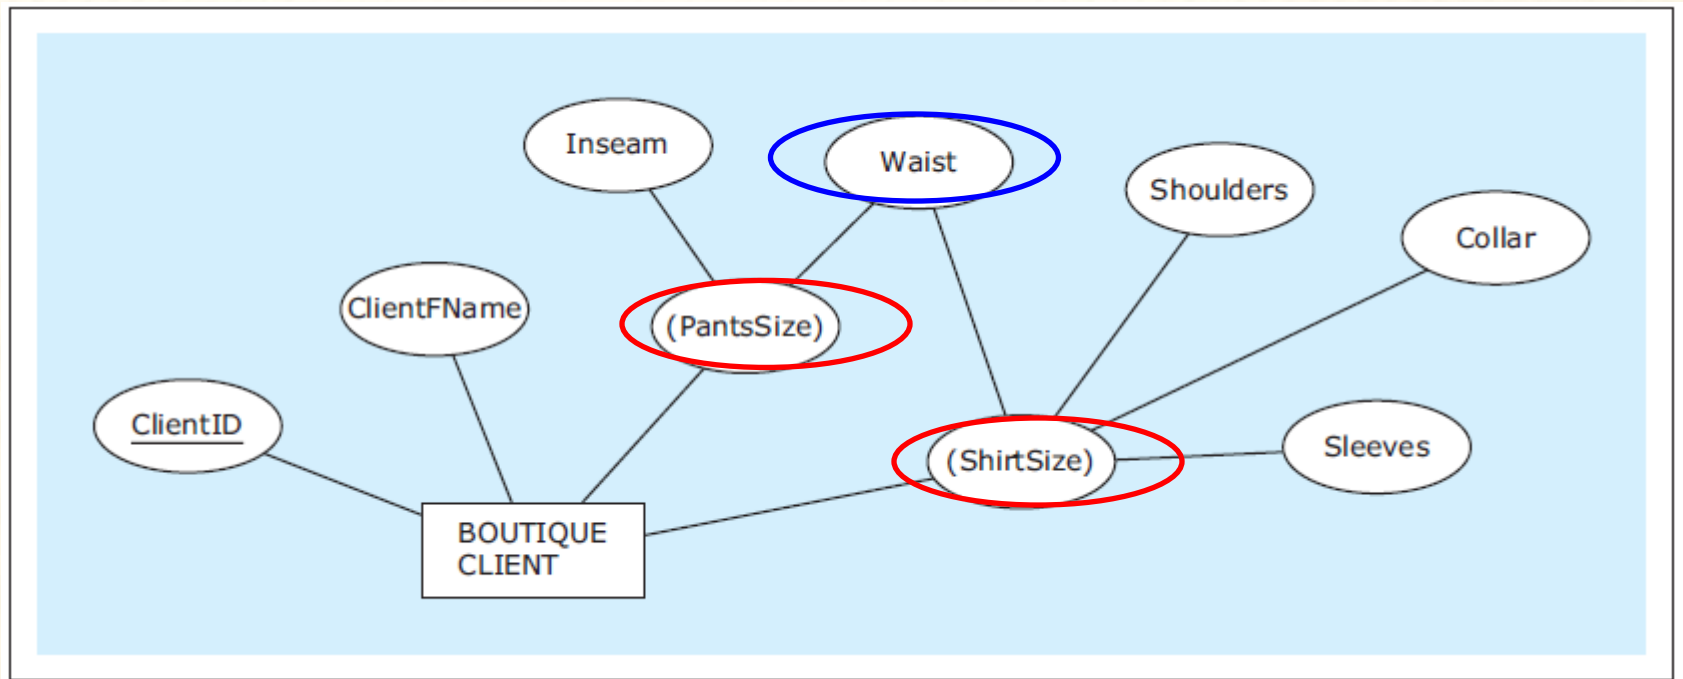 Inseam
Waist
Shoulders
Collar
ClientFName
(PantsSize)
ClientID
(ShirtSize)
Sleeves
BOUTIQUE
CLIENT